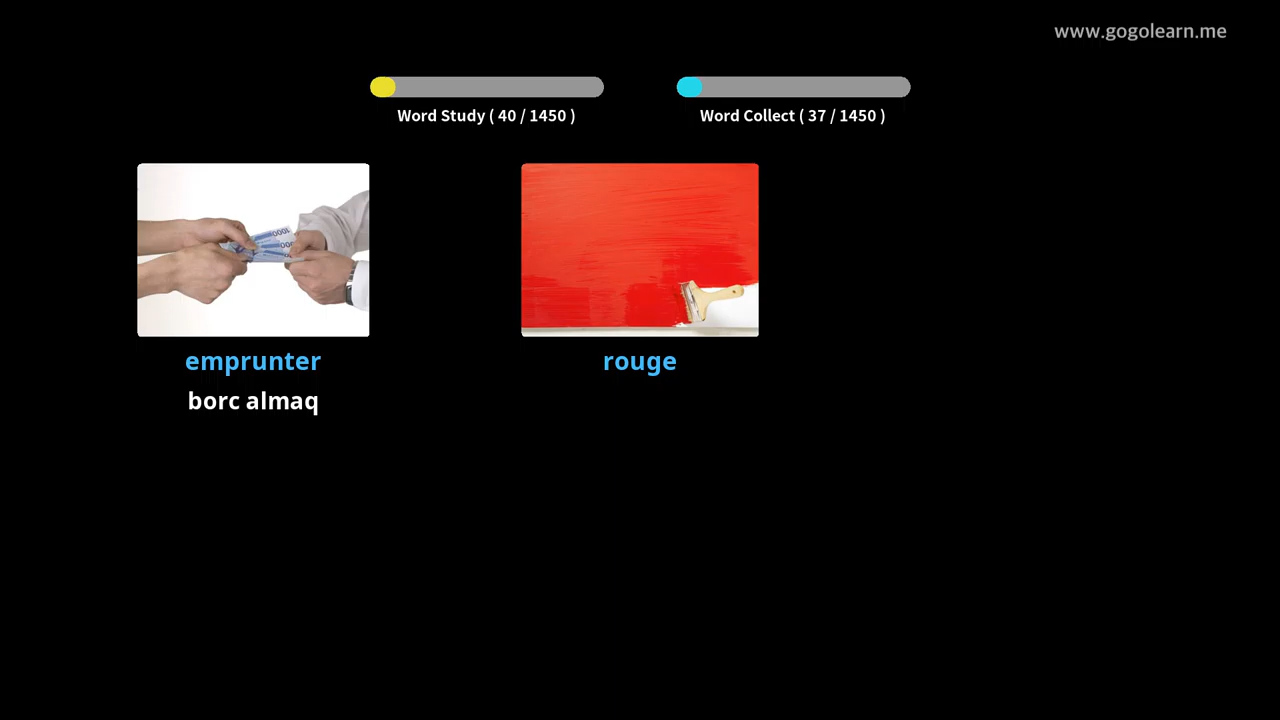 www.gogolearn.me
Word Study ( 40 / 1450 )
Word Collect ( 37 / 1450 )
emprunter
rouge
borc almaq